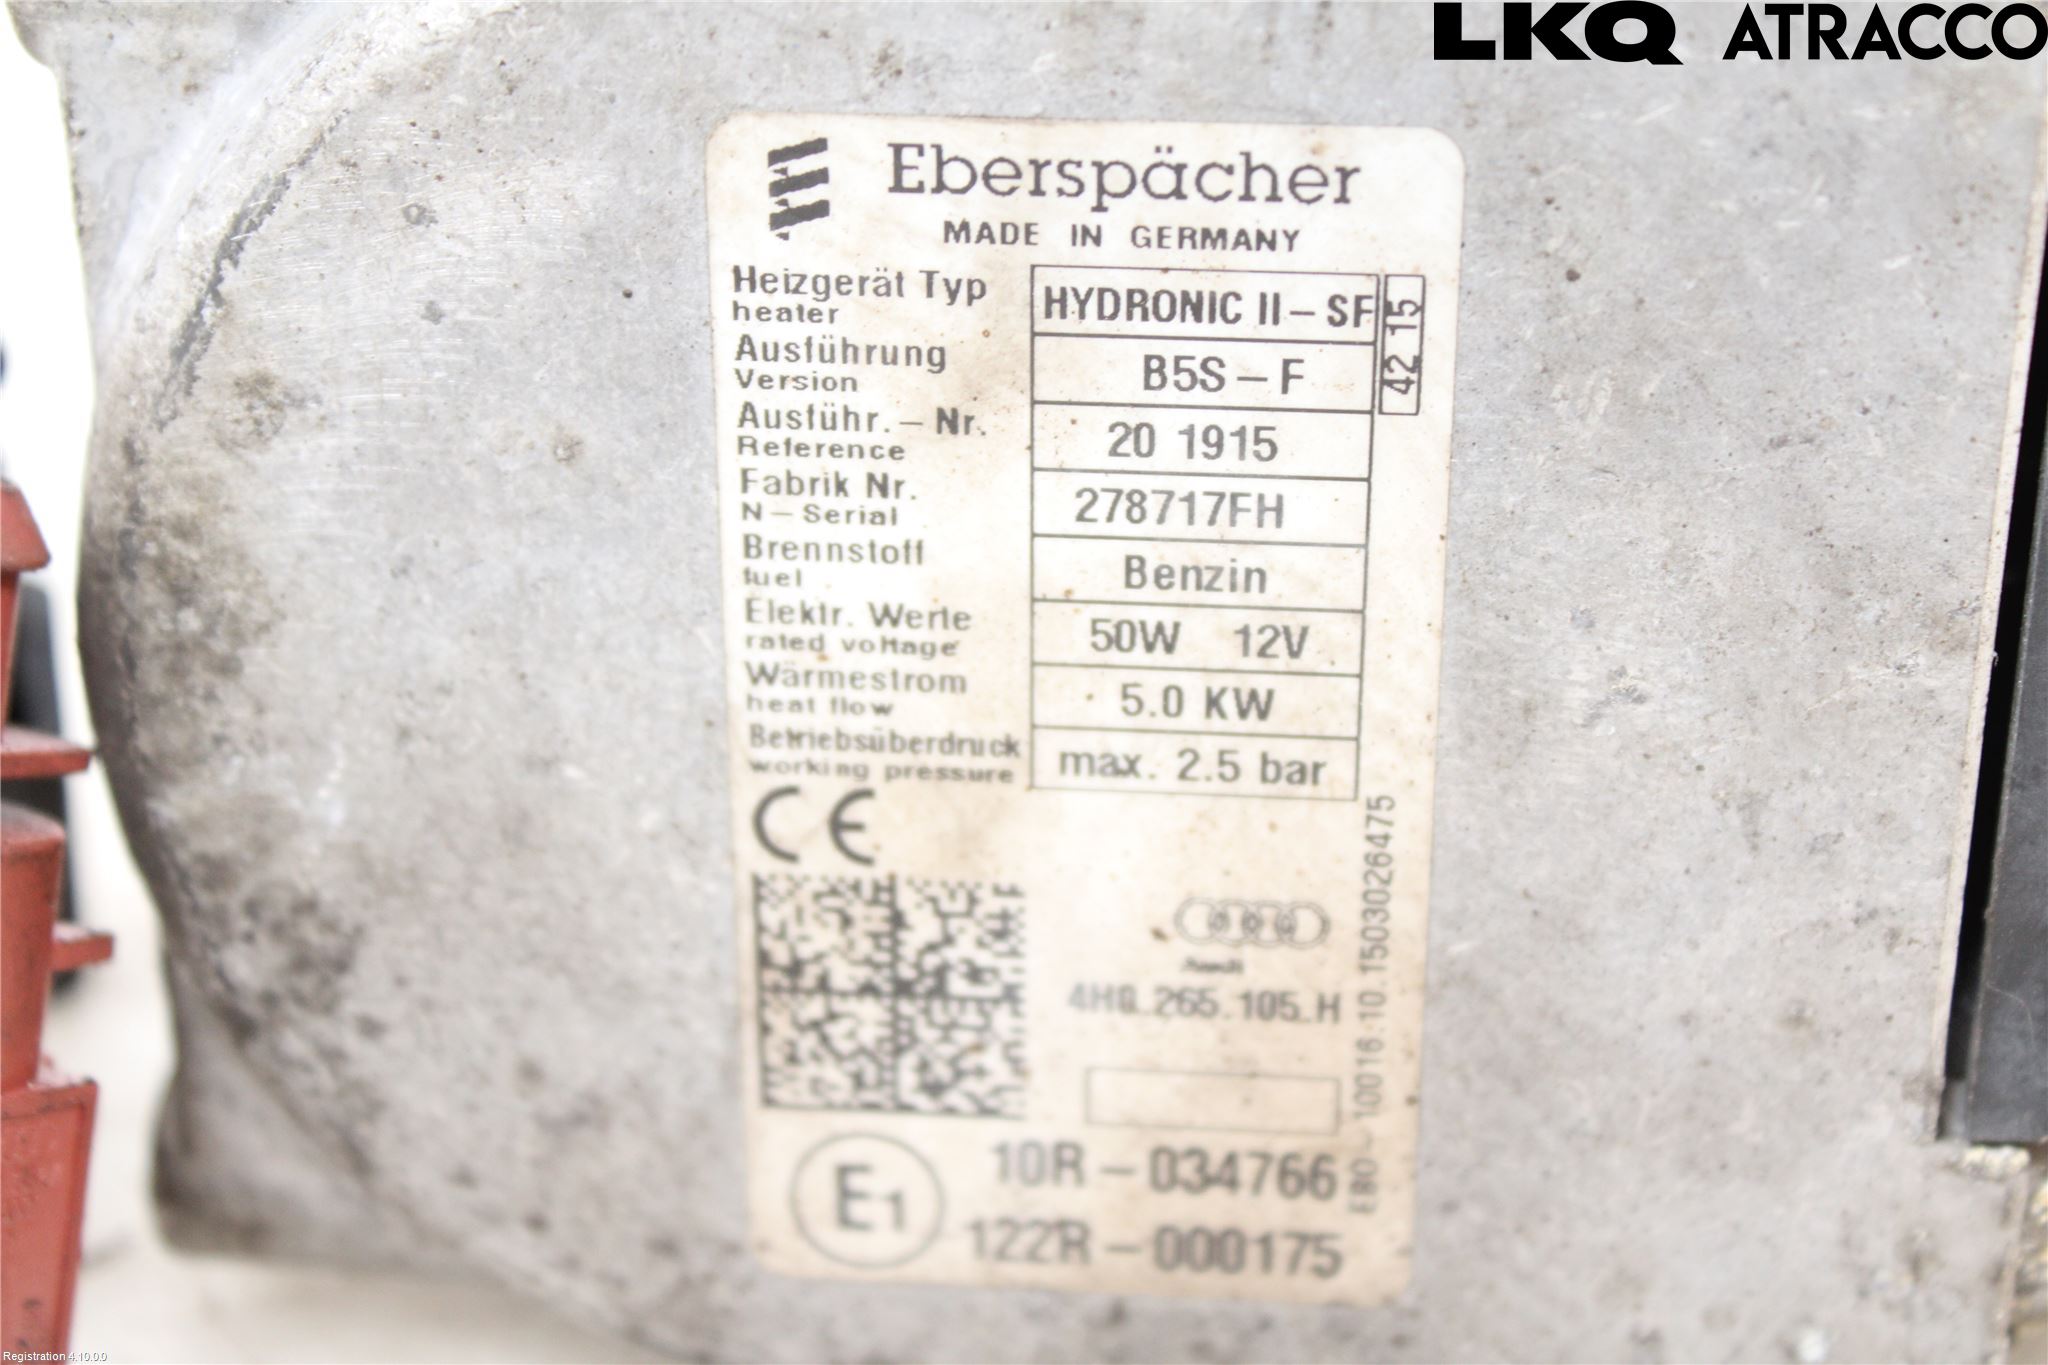 LKQ ATRACCO
Eberspächer
MADE IN GERMANY
Heizgerät Typ
heater
HYDRONIC II – SF
42 15
Ausführung
Version
B5S – F
Ausführ. – Nr.
Reference
20 1915
Fabrik Nr.
N – Serial
278717FH
Brennstoff
fuel
Benzin
Elektr. Werte
rated voltage
50W 12V
Wärmestrom
heat flow
5.0 KW
Betriebsüberdruck
working pressure
max. 2.5 bar
CE
Audi
4H0.265.105.H
EB0 – 10016.10.1503026475
E1
10R – 034766
122R – 000175
Registration 4.10.0.0